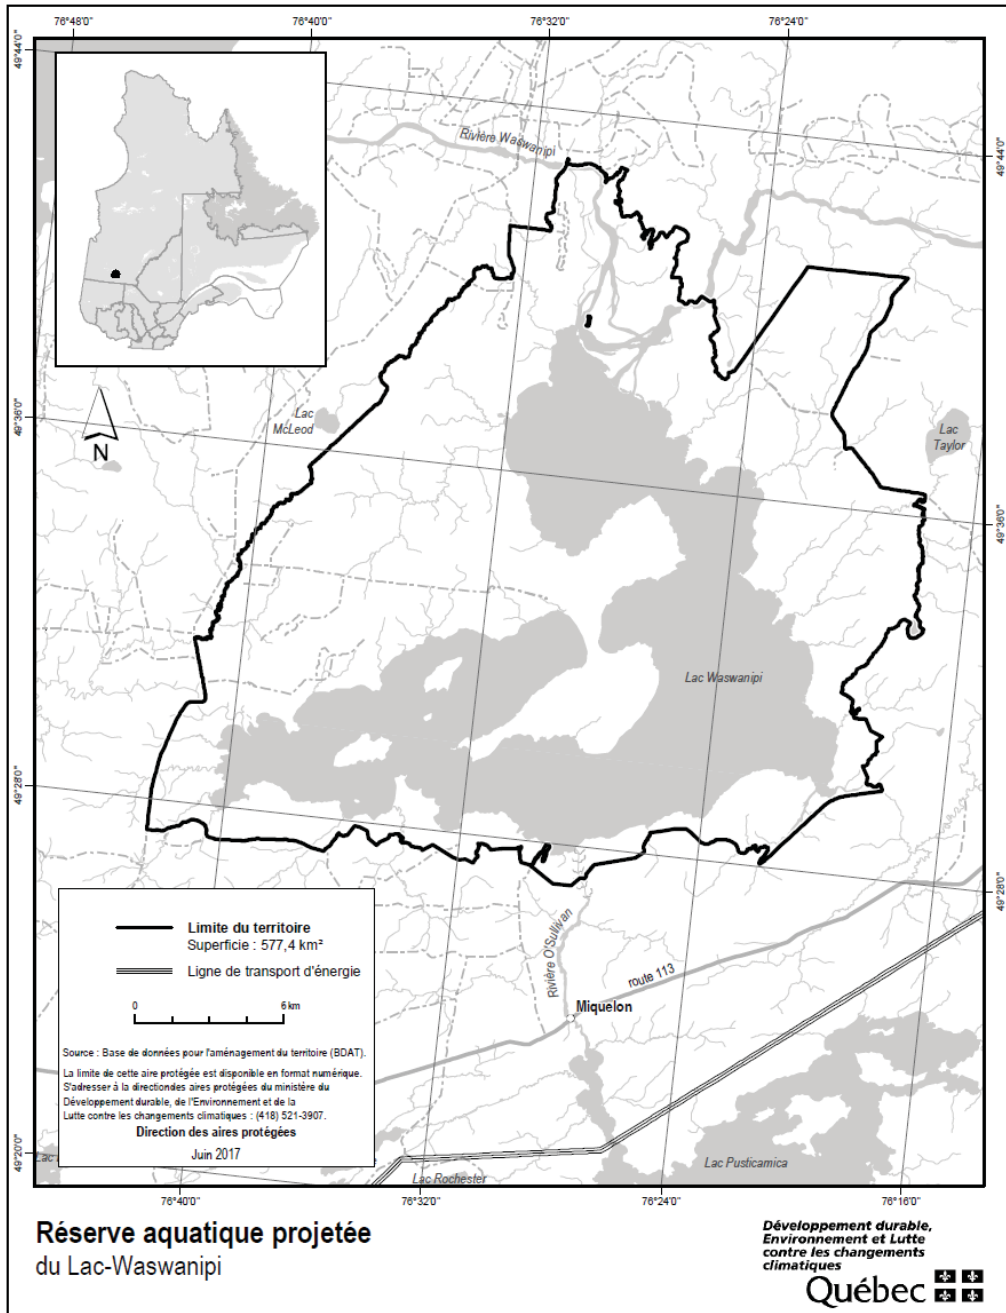 76°48'0"
76°40'0"
76°32'0"
76°24'0"
49°44'0"
49°44'0"
Rivière Waswanipi
49°36'0"
Lac
McLeod
N
Lac
Taylor
49°36'0"
Lac Waswanipi
49°28'0"
49°28'0"
Limite du territoire
Superficie : 577,4 km²
Ligne de transport d'énergie
0
6 km
Rivière O'Sullivan
route 113
Miquelon
Source : Base de données pour l'aménagement du territoire (BDAT).
La limite de cette aire protégée est disponible en format numérique.
S'adresser à la directiondes aires protégées du ministère du
Développement durable, de l'Environnement et de la
Lutte contre les changements climatiques : (418) 521-3907.
Direction des aires protégées
Juin 2017
49°20'0"
Lac
Lac Rochester
Lac Pusticamica
76°40'0"
76°32'0"
76°24'0"
76°16'0"
Réserve aquatique projetée
du Lac-Waswanipi
Développement durable,
Environnement et Lutte
contre les changements
climatiques
Québec